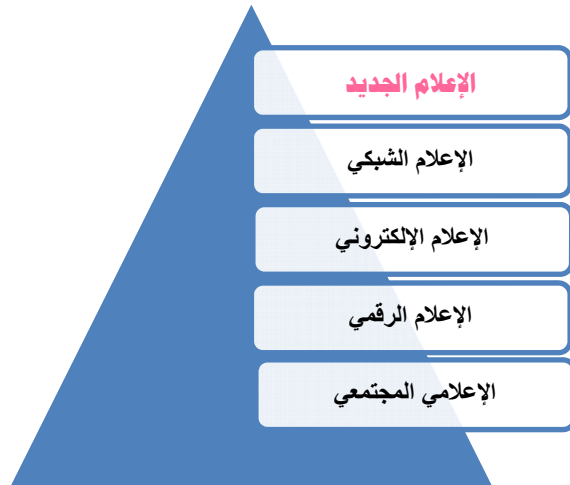 الإعلام الجديد
الإعلام الشبكي
الإعلام الإلكتروني
الإعلام الرقمي
الإعلامي المجتمعي